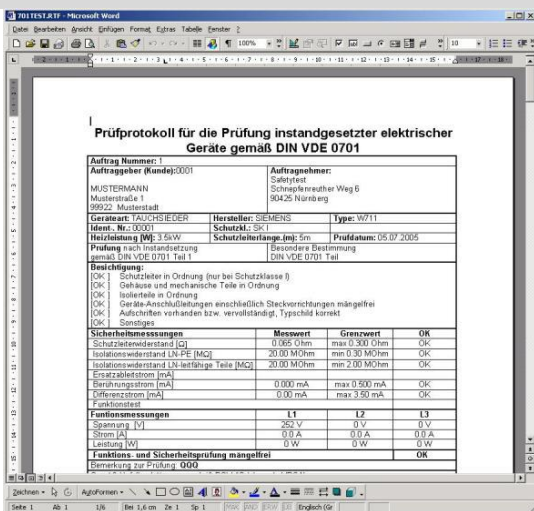 701TEST.RTF - Microsoft Word
Datei Bearbeiten Ansicht Einfügen Format Extras Tabelle Fenster ?
100% 10
Prüfprotokoll für die Prüfung instandgesetzter elektrischer
Geräte gemäß DIN VDE 0701
Auftrag Nummer: 1
Auftraggeber (Kunde):0001 Auftragnehmer:
Safetytest
MUSTERMANN Schnepfenreuther Weg 6
Musterstraße 1 90425 Nürnberg
99922 Musterstadt
Geräteart: TAUCHSIEDER Hersteller: SIEMENS Type: W711
Ident-. Nr.: 00001 Schutzkl.: SK I
Heizleistung [W]: 3.5kW Schutzleiterlänge.(m): 5m Prüfdatum: 05.07.2005
Prüfung nach Instandsetzung Besondere Bestimmung
gemäß DIN VDE 0701 Teil 1 DIN VDE 0701 Teil
Besichtigung:
[OK ] Schutzleiter in Ordnung (nur bei Schutzklasse I)
[OK ] Gehäuse und mechanische Teile in Ordnung
[OK ] Isolierteile in Ordnung
[OK ] Geräte-Anschlußleitungen einschließlich Steckvorrichtungen mängelfrei
[OK ] Aufschriften vorhanden bzw. vervollständigt, Typschild korrekt
[OK ] Sonstiges
Sicherheitsmesssungen Messwert Grenzwert OK
Schutzleiterwiderstand [Ω] 0.065 Ohm max 0.300 Ohm OK
Isolationswiderstand LN-PE [MΩ] 20.00 MOhm min 0.30 MOhm OK
Isolationswiderstand LN-leitfähige Teile [MΩ] 20.00 MOhm min 2.00 MOhm OK
Ersatzableitstrom [mA]
Berührungsstrom [mA] 0.000 mA max 0.500 mA OK
Differenzstrom [mA] 0.00 mA max 3.50 mA OK
Funktionstest
Funtionsmessungen L1 L2 L3
Spannung [V] 252 V 0 V 0 V
Strom [A] 0.0 A 0.0 A 0.0 A
Leistung [W] 0 W 0 W 0 W
Funktions- und Sicherheitsprüfung mängelfrei OK
Bemerkung zur Prüfung: QQQ
Zeichnen AutoFormen
Seite 1 Ab 1 1/6 Bei 1,6 cm Ze 1 Sp 1 Englisch (Gr